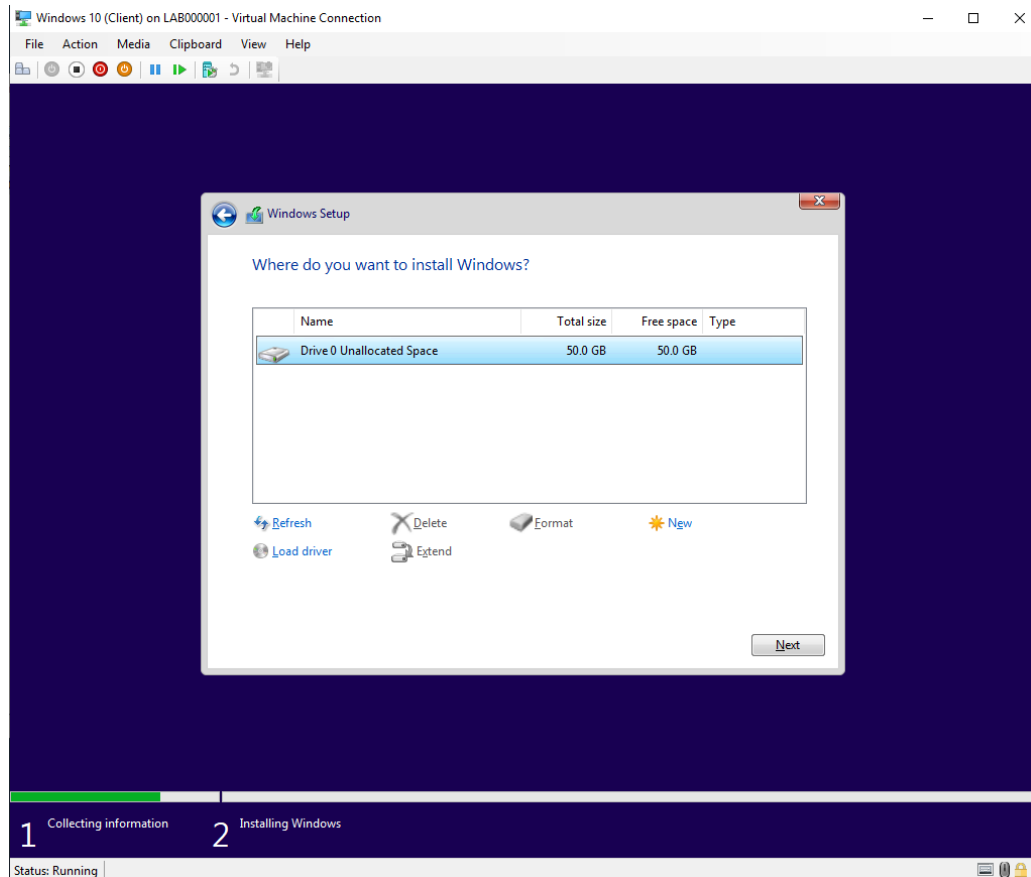 Windows 10 (Client) on LAB000001 - Virtual Machine Connection
File Action Media Clipboard View Help
Windows Setup
Where do you want to install Windows?
Name Total size Free space Type
Drive 0 Unallocated Space 50.0 GB 50.0 GB
Refresh Delete Format New
Load driver Extend
Next
1 Collecting information 2 Installing Windows
Status: Running